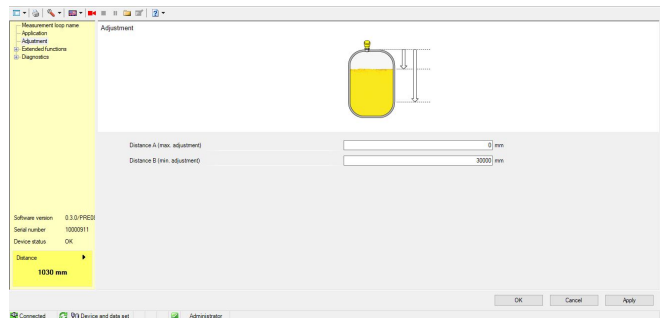 Measurement loop name
Application
Adjustment
Extended functions
Diagnostics
Adjustment
Distance A (max. adjustment) 0 mm
Distance B (min. adjustment) 30000 mm
Software version 0.3.0/PRE0
Serial number 10000911
Device status OK
Distance
1030 mm
OK Cancel Apply
Connected Device and data set Administrator